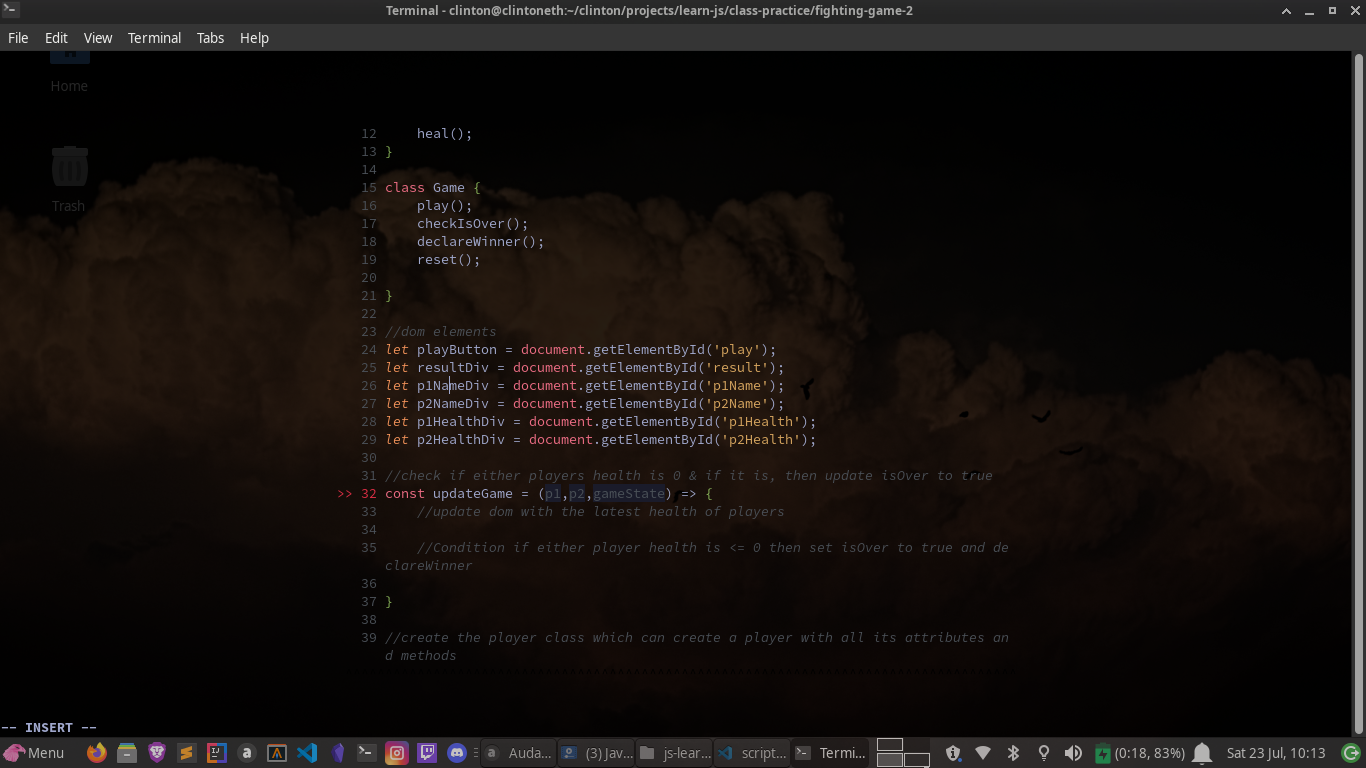 Terminal - clinton@clintoneth:~/clinton/projects/learn-js/class-practice/fighting-game-2
File Edit View Terminal Tabs Help
Home
Trash
12 heal();
13 }
14
15 class Game {
16 play();
17 checkIsOver();
18 declareWinner();
19 reset();
20
21 }
22
23 //dom elements
24 let playButton = document.getElementById('play');
25 let resultDiv = document.getElementById('result');
26 let p1NameDiv = document.getElementById('p1Name');
27 let p2NameDiv = document.getElementById('p2Name');
28 let p1HealthDiv = document.getElementById('p1Health');
29 let p2HealthDiv = document.getElementById('p2Health');
30
31 //check if either players health is 0 & if it is, then update isOver to true
>> 32 const updateGame = (p1,p2,gameState) => {
33 //update dom with the latest health of players
34
35 //Condition if either player health is <= 0 then set isOver to true and de
clareWinner
36
37 }
38
39 //create the player class which can create a player with all its attributes an
d methods
-- INSERT --
Menu a Auda... (3) Jav... js-lear... script... Termi... (0:18, 83%) Sat 23 Jul, 10:13